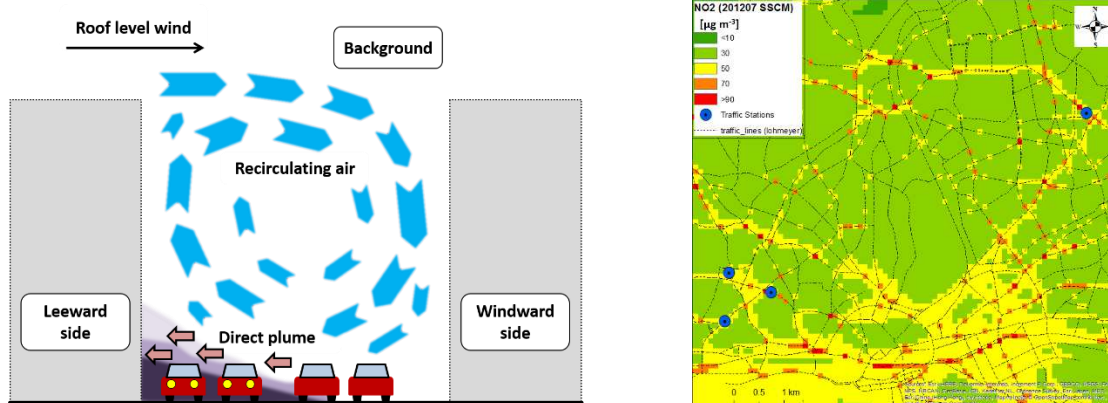 Roof level wind
Background
Recirculating air
Leeward
side
Direct plume
Windward
side
NO2 (201207 SSCM)
[µg m⁻³]
<10
30
50
70
>90
Traffic Stations
traffic_lines (lohmeyer)
N
S
0 0.5 1 km